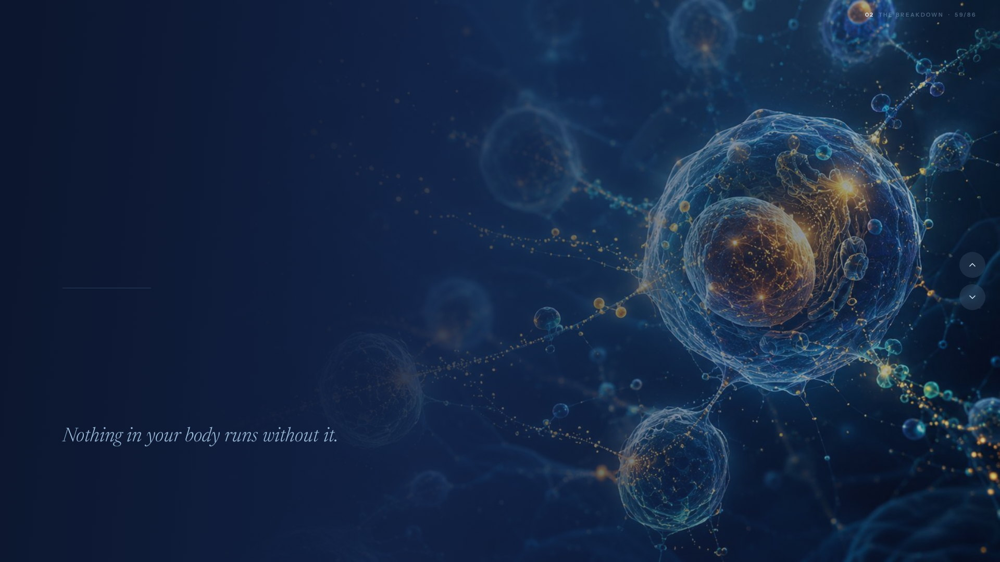 02 THE BREAKDOWN · 59/86
Nothing in your body runs without it.